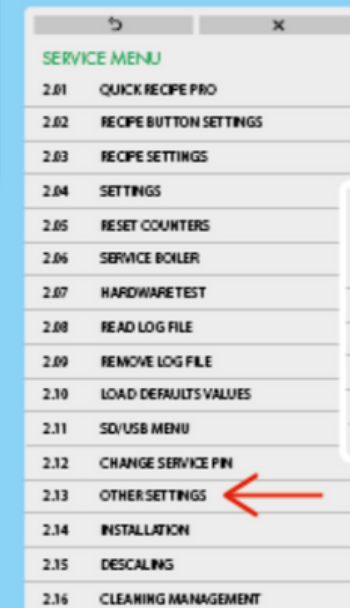 SERVICE MENU
2.01 QUICK RECIPE PRO
2.02 RECIPE BUTTON SETTINGS
2.03 RECIPE SETTINGS
2.04 SETTINGS
2.05 RESET COUNTERS
2.06 SERVICE BOILER
2.07 HARDWARE TEST
2.08 READ LOG FILE
2.09 REMOVE LOG FILE
2.10 LOAD DEFAULTS VALUES
2.11 SD/USB MENU
2.12 CHANGE SERVICE PIN
2.13 OTHER SETTINGS
2.14 INSTALLATION
2.15 DESCALING
2.16 CLEANING MANAGEMENT